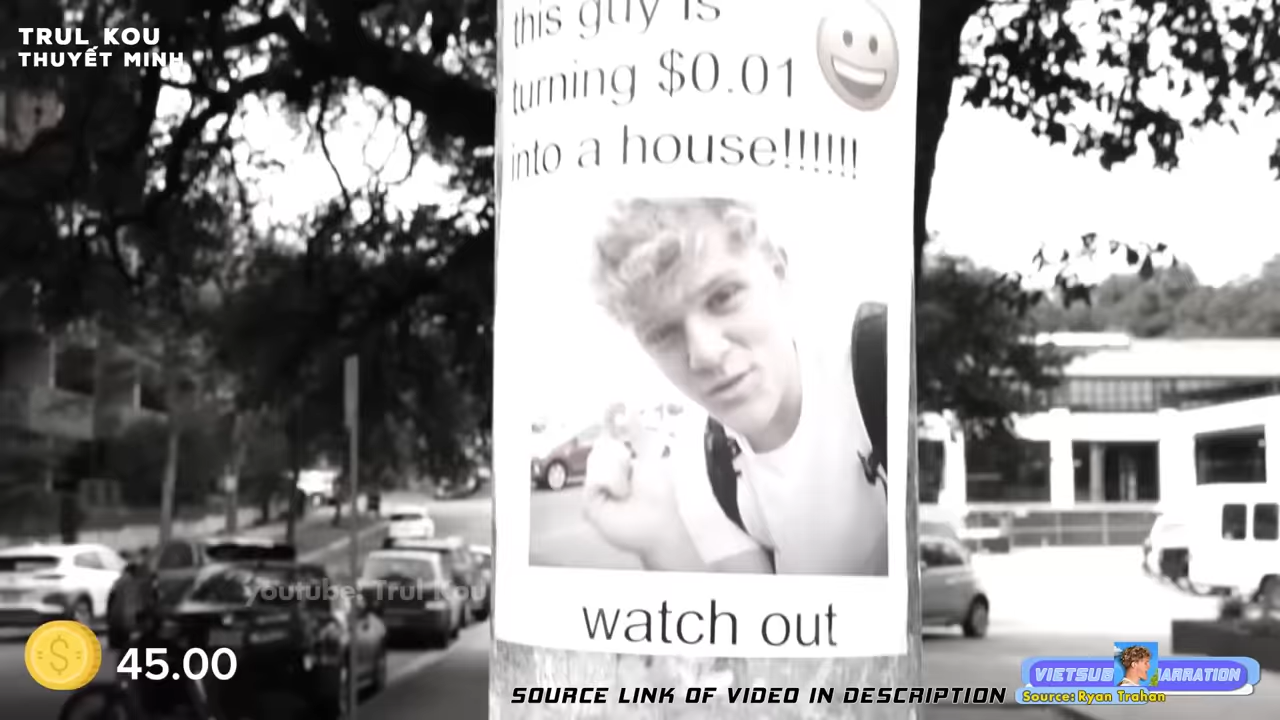 TRUL KOU
THUYẾT MINH
this guy is
turning $0.01
into a house!!!!!!
watch out
youtube: Trul Kou
$
45.00
SOURCE LINK OF VIDEO IN DESCRIPTION
VIETSUB NARRATION
Source: Ryan Trahan